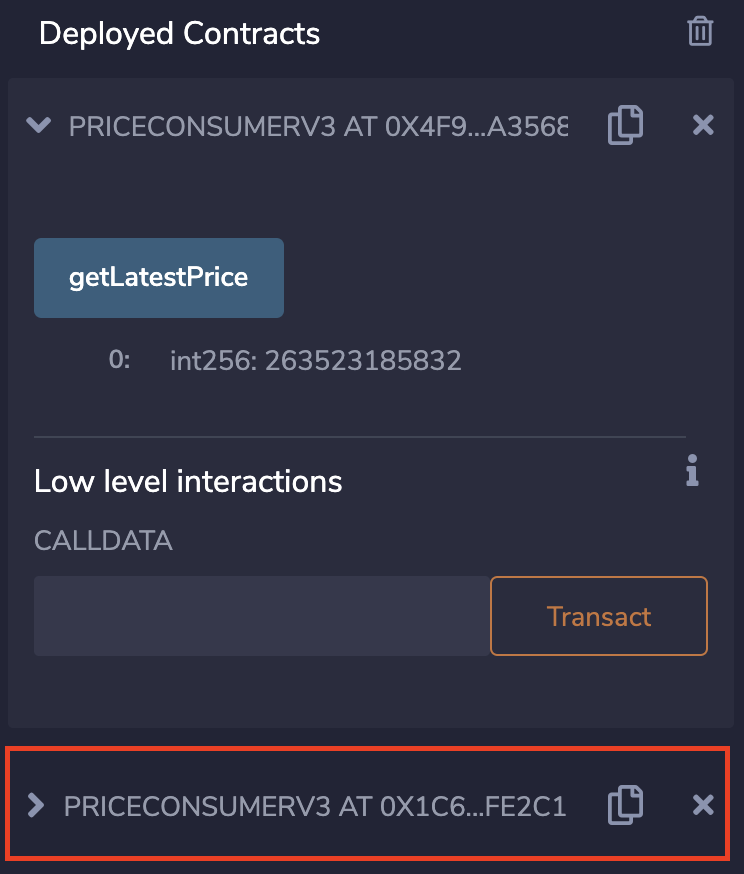 Deployed Contracts
PRICECONSUMERV3 AT 0X4F9...A3568
getLatestPrice
0: int256: 263523185832
Low level interactions
CALLDATA
Transact
PRICECONSUMERV3 AT 0X1C6...FE2C1